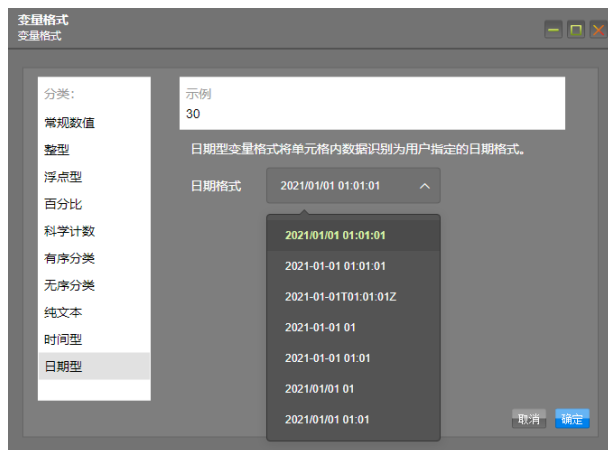 变量格式
变量格式
分类:
常规数值
整型
浮点型
百分比
科学计数
有序分类
无序分类
纯文本
时间型
日期型
示例
30
日期型变量格式将单元格内数据识别为用户指定的日期格式。
日期格式
2021/01/01 01:01:01
2021/01/01 01:01:01
2021-01-01 01:01:01
2021-01-01T01:01:01Z
2021-01-01 01
2021-01-01 01:01
2021/01/01 01
2021/01/01 01:01
取消
确定